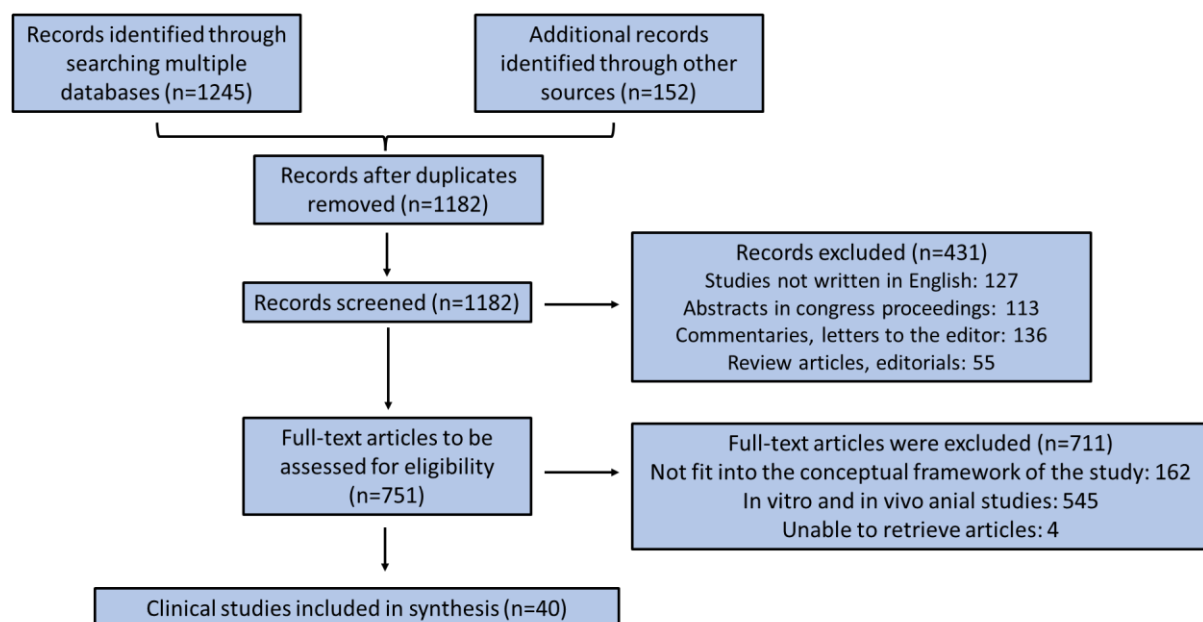 Records identified through
searching multiple
databases (n=1245)
Additional records
identified through other
sources (n=152)
Records after duplicates
removed (n=1182)
Records screened (n=1182)
Records excluded (n=431)
Studies not written in English: 127
Abstracts in congress proceedings: 113
Commentaries, letters to the editor: 136
Review articles, editorials: 55
Full-text articles to be
assessed for eligibility
(n=751)
Full-text articles were excluded (n=711)
Not fit into the conceptual framework of the study: 162
In vitro and in vivo anial studies: 545
Unable to retrieve articles: 4
Clinical studies included in synthesis (n=40)